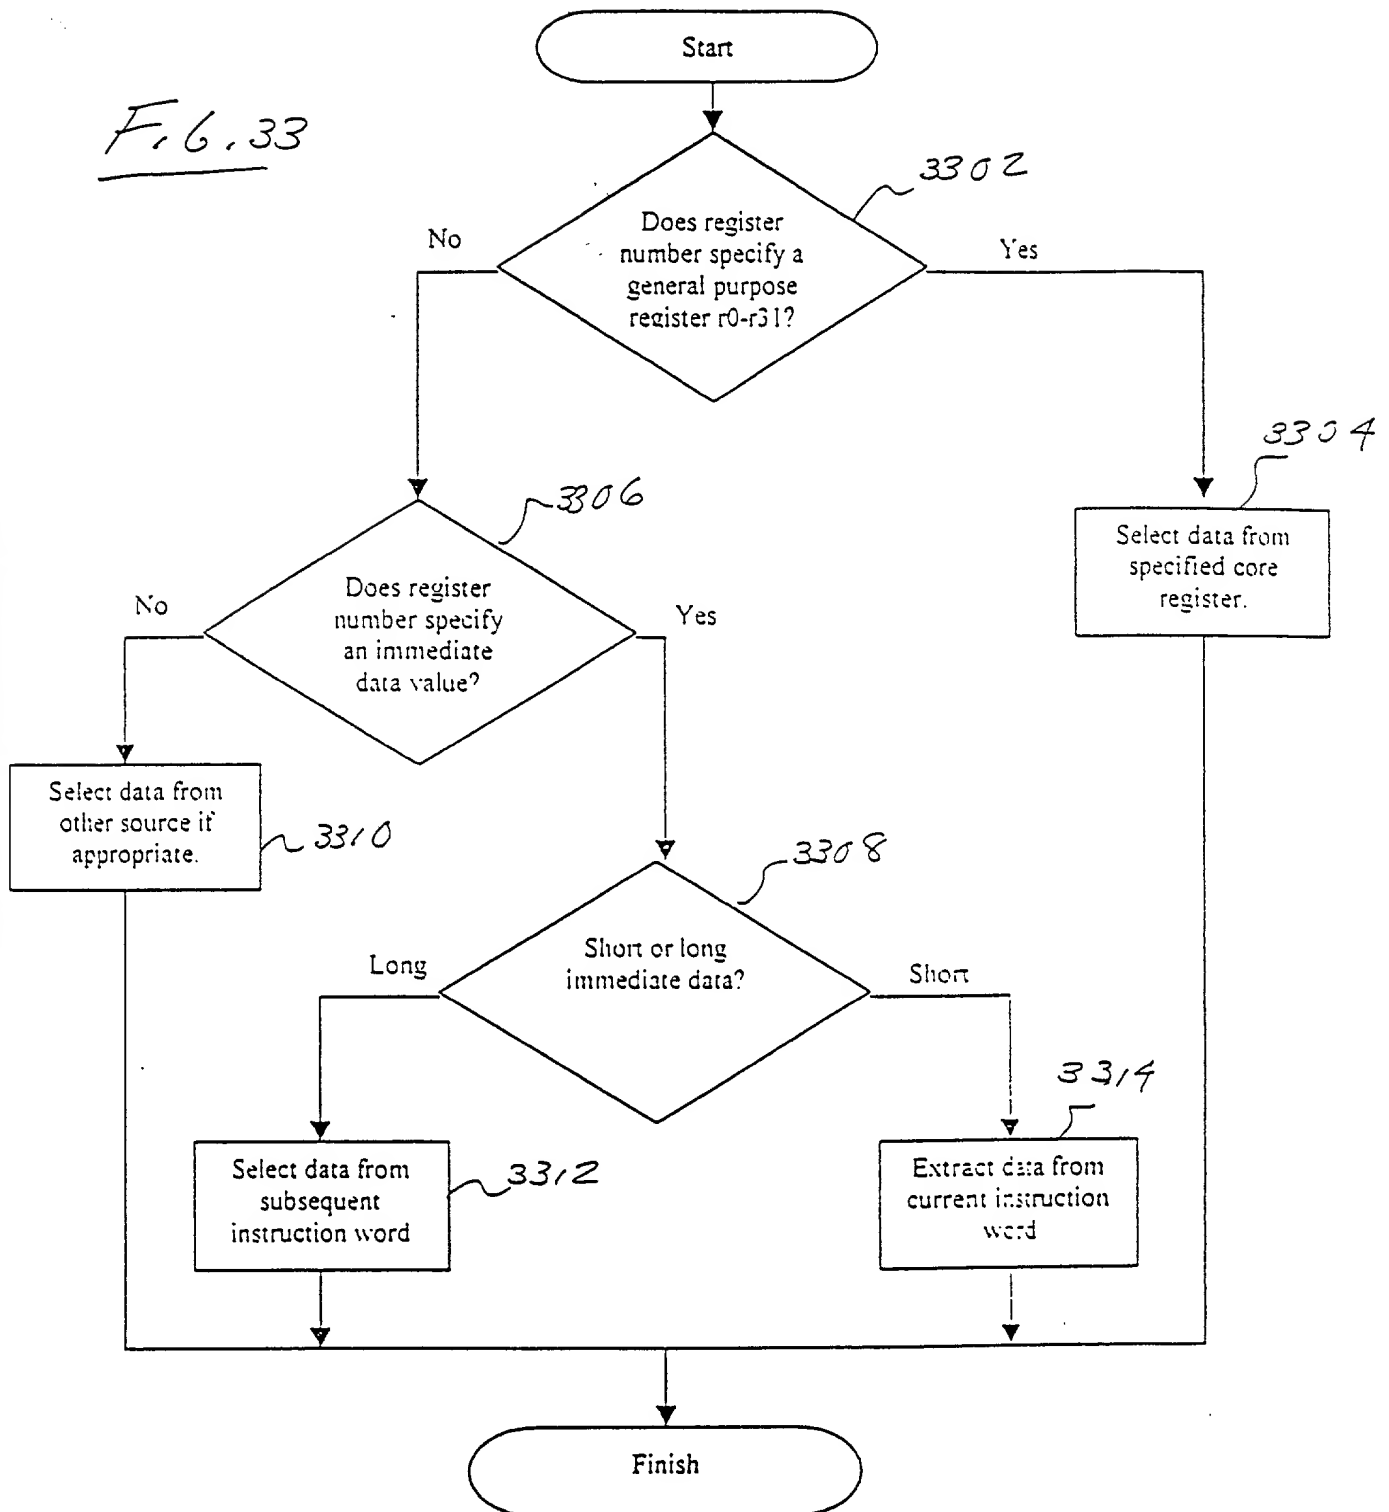 Start
F.6.33
3302
Does register
number specify a
general purpose
register r0-r31?
No
Yes
3304
Select data from
specified core
register.
3306
Does register
number specify
an immediate
data value?
No
Yes
Select data from
other source if
appropriate.
3310
3308
Short or long
immediate data?
Long
Short
3314
Select data from
subsequent
instruction word
3312
Extract data from
current instruction
word
Finish